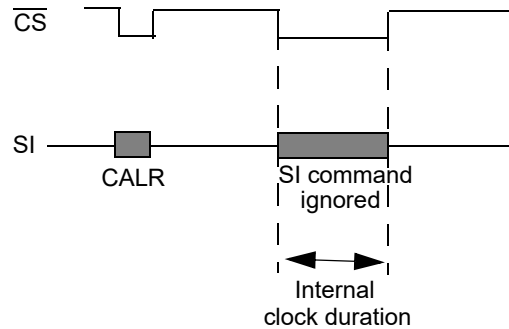 CS
SI
CALR
SI command
ignored
Internal
clock duration